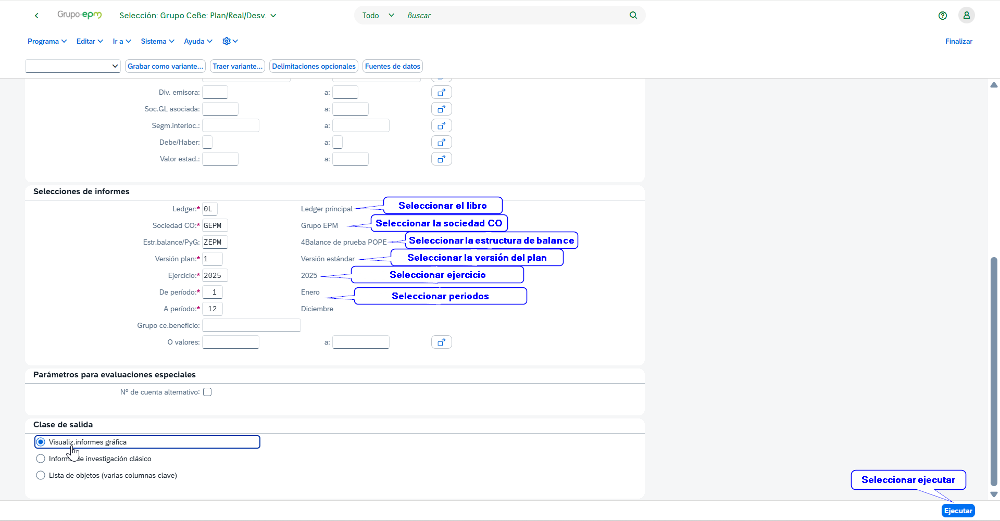 Grupo·epm
Selección: Grupo CeBe: Plan/Real/Desv.
Todo
Buscar
Programa
Editar
Ir a
Sistema
Ayuda
Finalizar
Grabar como variante...
Traer variante...
Delimitaciones opcionales
Fuentes de datos
Div. emisora:
a:
Soc.GL asociada:
a:
Segm.interloc.:
a:
Debe/Haber:
a:
Valor estad.:
a:
Selecciones de informes
Ledger:* 0L
Ledger principal
Seleccionar el libro
Sociedad CO:* GEPM
Grupo EPM
Seleccionar la sociedad CO
Estr.balance/PyG: ZEPM
4Balance de prueba POPE
Seleccionar la estructura de balance
Versión plan:* 1
Versión estándar
Seleccionar la versión del plan
Ejercicio:* 2025
2025
Seleccionar ejercicio
De período:* 1
Enero
Seleccionar periodos
A período:* 12
Diciembre
Grupo ce.beneficio:
O valores:
a:
Parámetros para evaluaciones especiales
Nº de cuenta alternativo:
Clase de salida
Visualiz.informes gráfica
Informe de investigación clásico
Lista de objetos (varias columnas clave)
Seleccionar ejecutar
Ejecutar